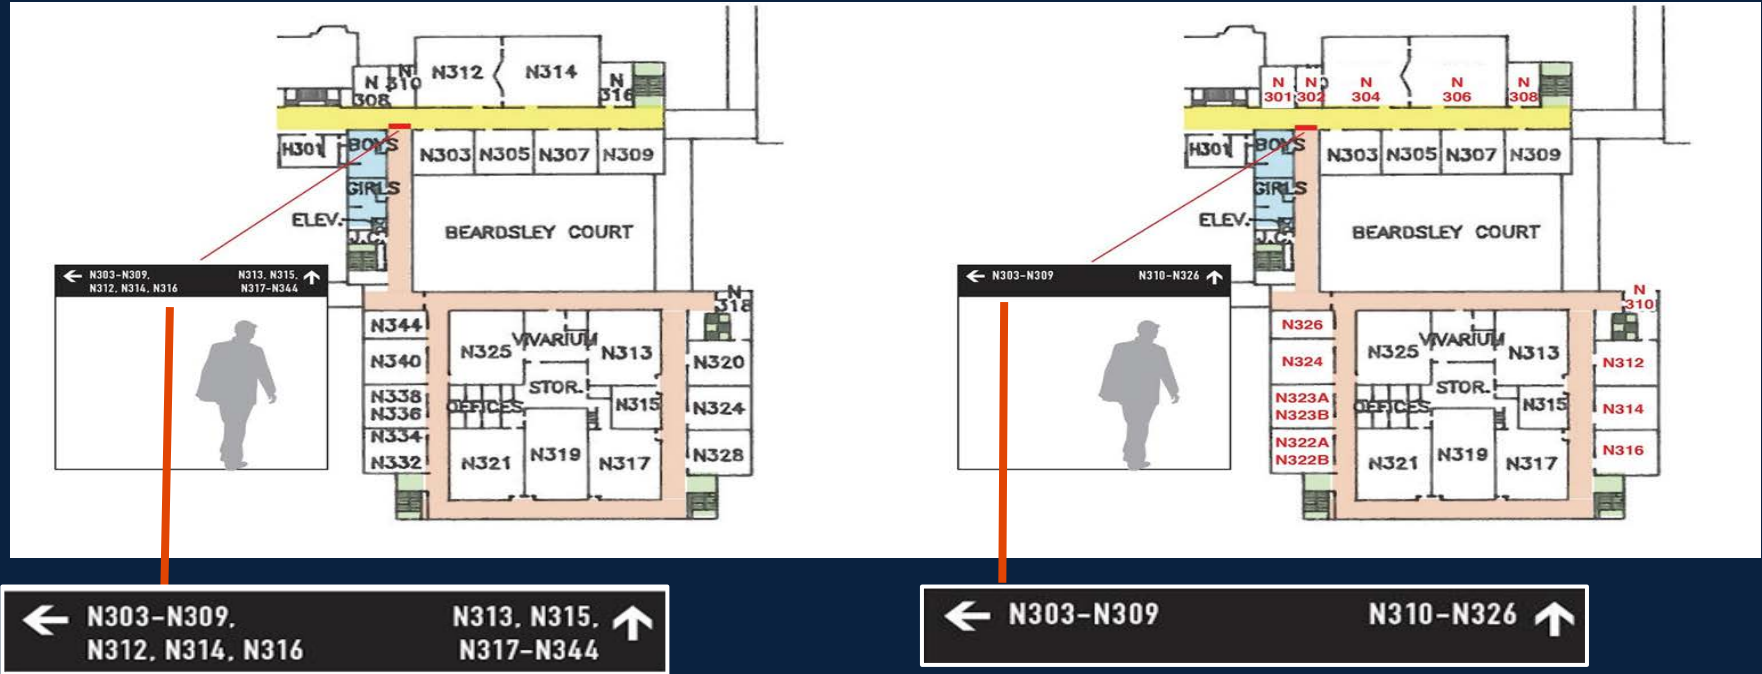 N312
N314
N
308
N
310
N
316
H301
BOYS
N303
N305
N307
N309
GIRLS
ELEV.
J.C.
BEARDSLEY COURT
N303-N309,
N312, N314, N316
N313, N315,
N317-N344
N
318
N344
N340
N338
N336
N334
N332
N325
VIVARIUM
N313
STOR.
OFFICES
N315
N321
N319
N317
N320
N324
N328
N
301
N
302
N
304
N
306
N
308
H301
BOYS
N303
N305
N307
N309
GIRLS
ELEV.
J.C.
BEARDSLEY COURT
N303-N309
N310-N326
N
310
N326
N324
N323A
N323B
N322A
N322B
N325
VIVARIUM
N313
STOR.
OFFICES
N315
N321
N319
N317
N312
N314
N316
N303-N309,
N312, N314, N316
N313, N315,
N317-N344
N303-N309
N310-N326